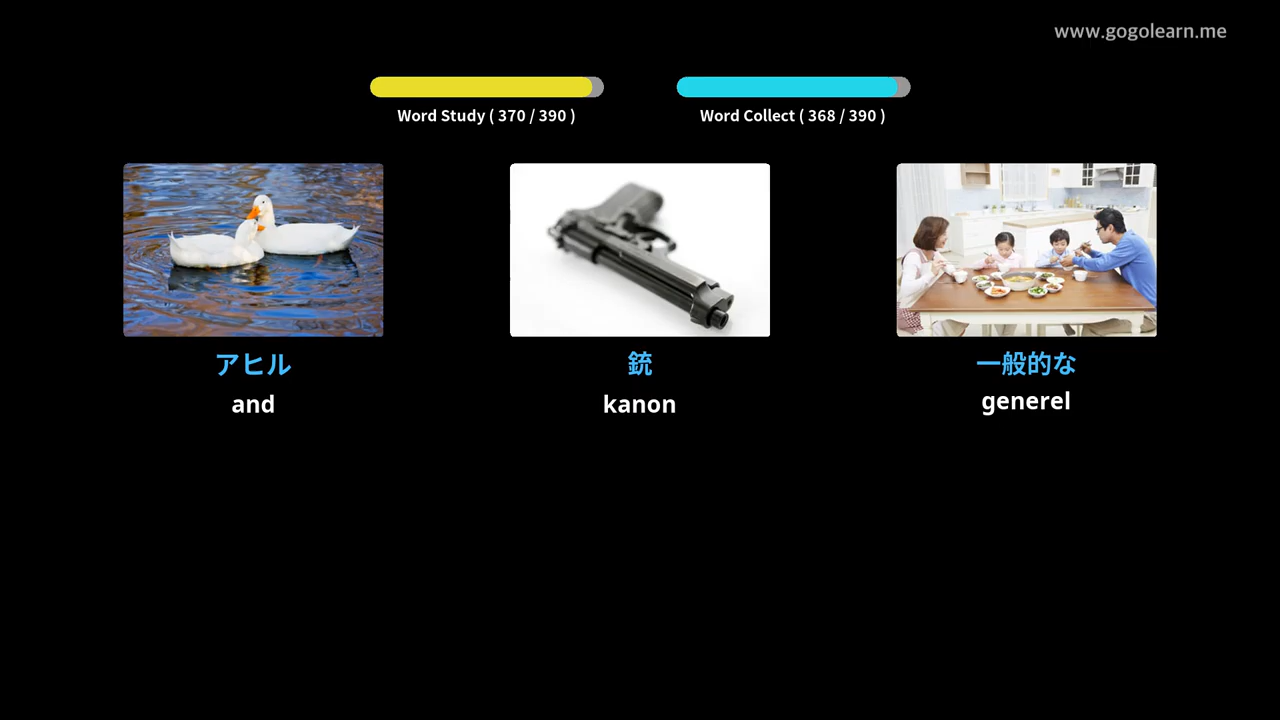 www.gogolearn.me
Word Study ( 370 / 390 )
Word Collect ( 368 / 390 )
アヒル
and
銃
kanon
一般的な
generel